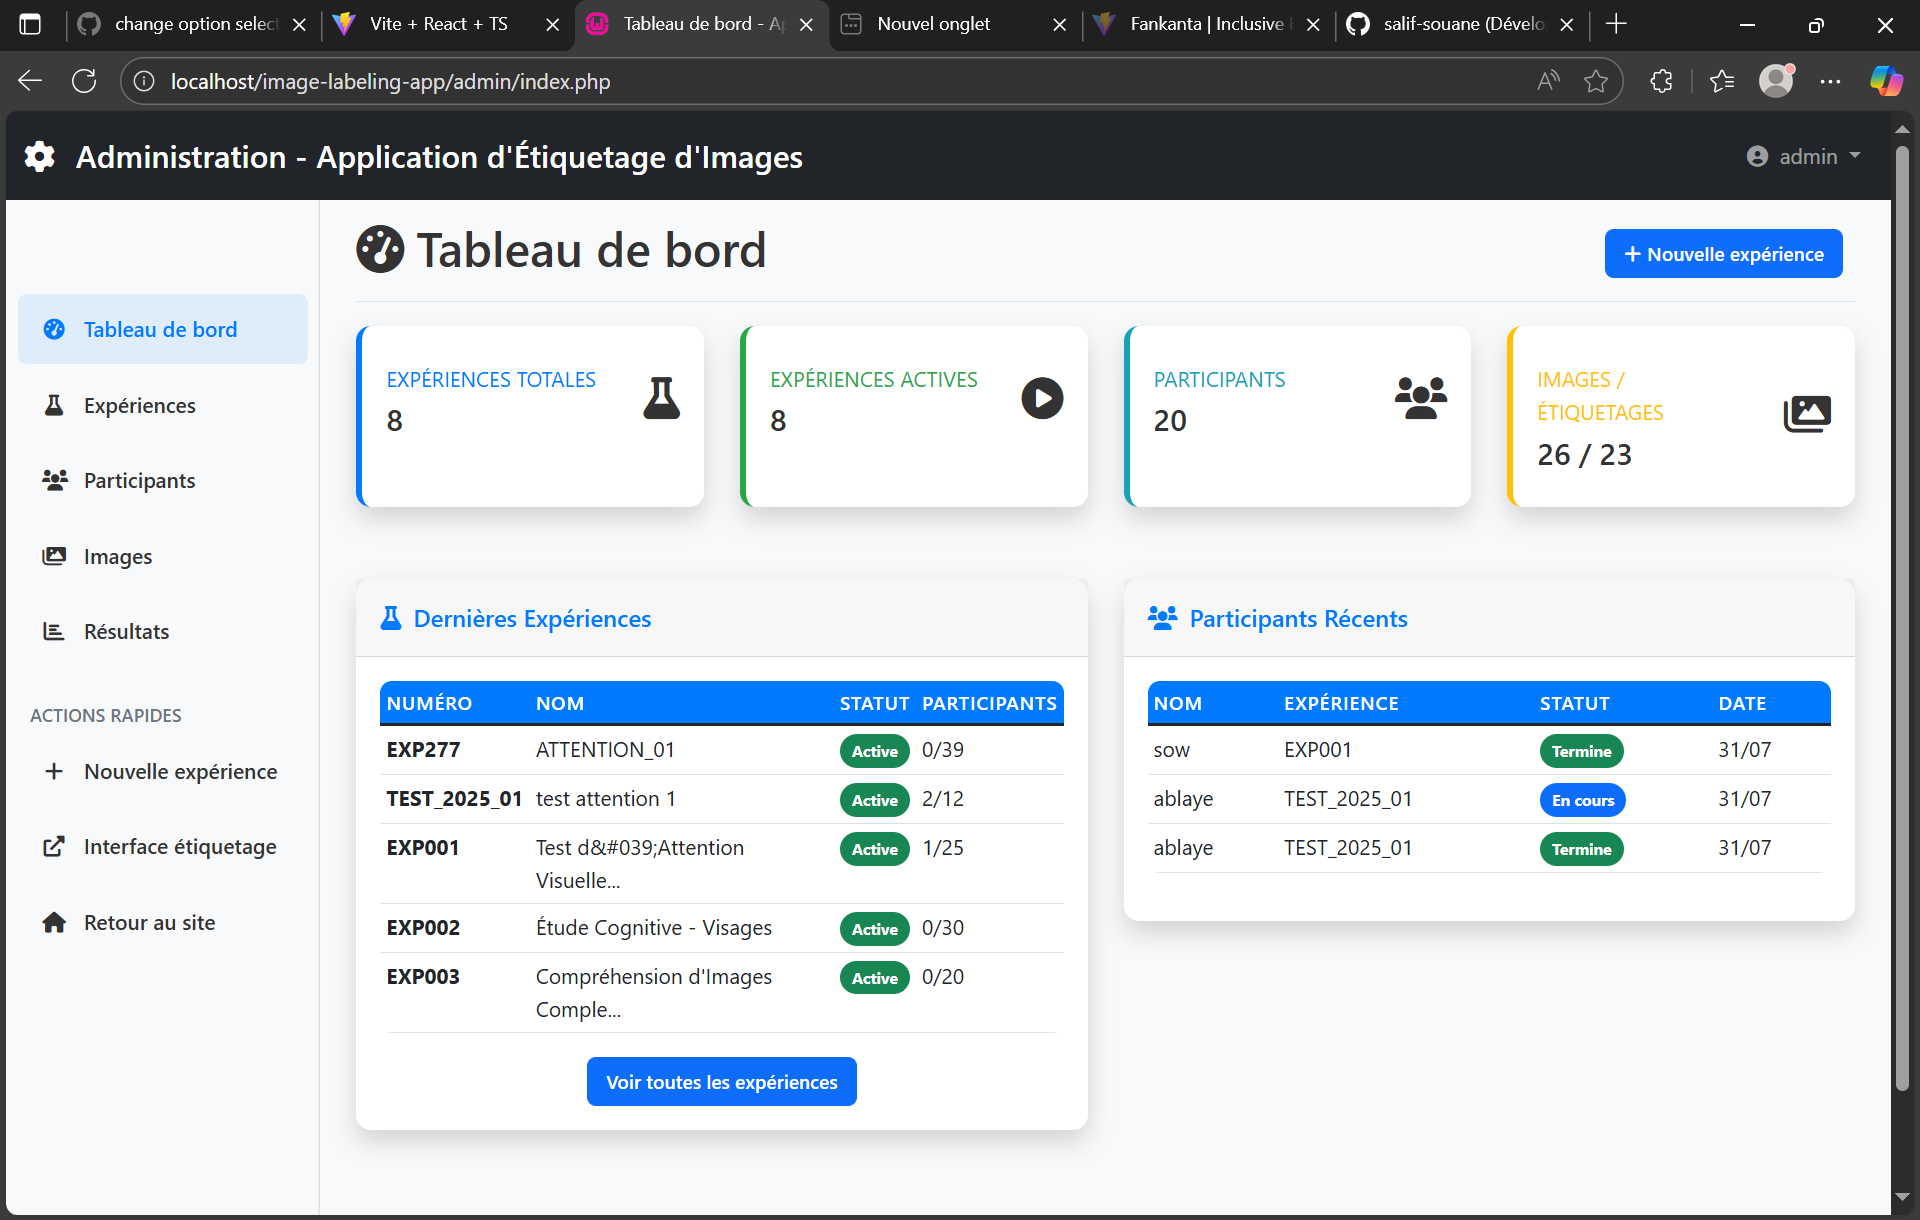 change option selec
Vite + React + TS
Tableau de bord - A
Nouvel onglet
Fankanta | Inclusive
salif-souane (Dévelo
localhost/image-labeling-app/admin/index.php
Administration - Application d'Étiquetage d'Images
admin
Tableau de bord
Expériences
Participants
Images
Résultats
ACTIONS RAPIDES
Nouvelle expérience
Interface étiquetage
Retour au site
Tableau de bord
Nouvelle expérience
EXPÉRIENCES TOTALES
8
EXPÉRIENCES ACTIVES
8
PARTICIPANTS
20
IMAGES /
ÉTIQUETAGES
26 / 23
Dernières Expériences
NUMÉRO NOM STATUT PARTICIPANTS
EXP277 ATTENTION_01 Active 0/39
TEST_2025_01 test attention 1 Active 2/12
EXP001 Test d&#039;Attention Active 1/25
Visuelle...
EXP002 Étude Cognitive - Visages Active 0/30
EXP003 Compréhension d'Images Active 0/20
Comple...
Voir toutes les expériences
Participants Récents
NOM EXPÉRIENCE STATUT DATE
sow EXP001 Termine 31/07
ablaye TEST_2025_01 En cours 31/07
ablaye TEST_2025_01 Termine 31/07